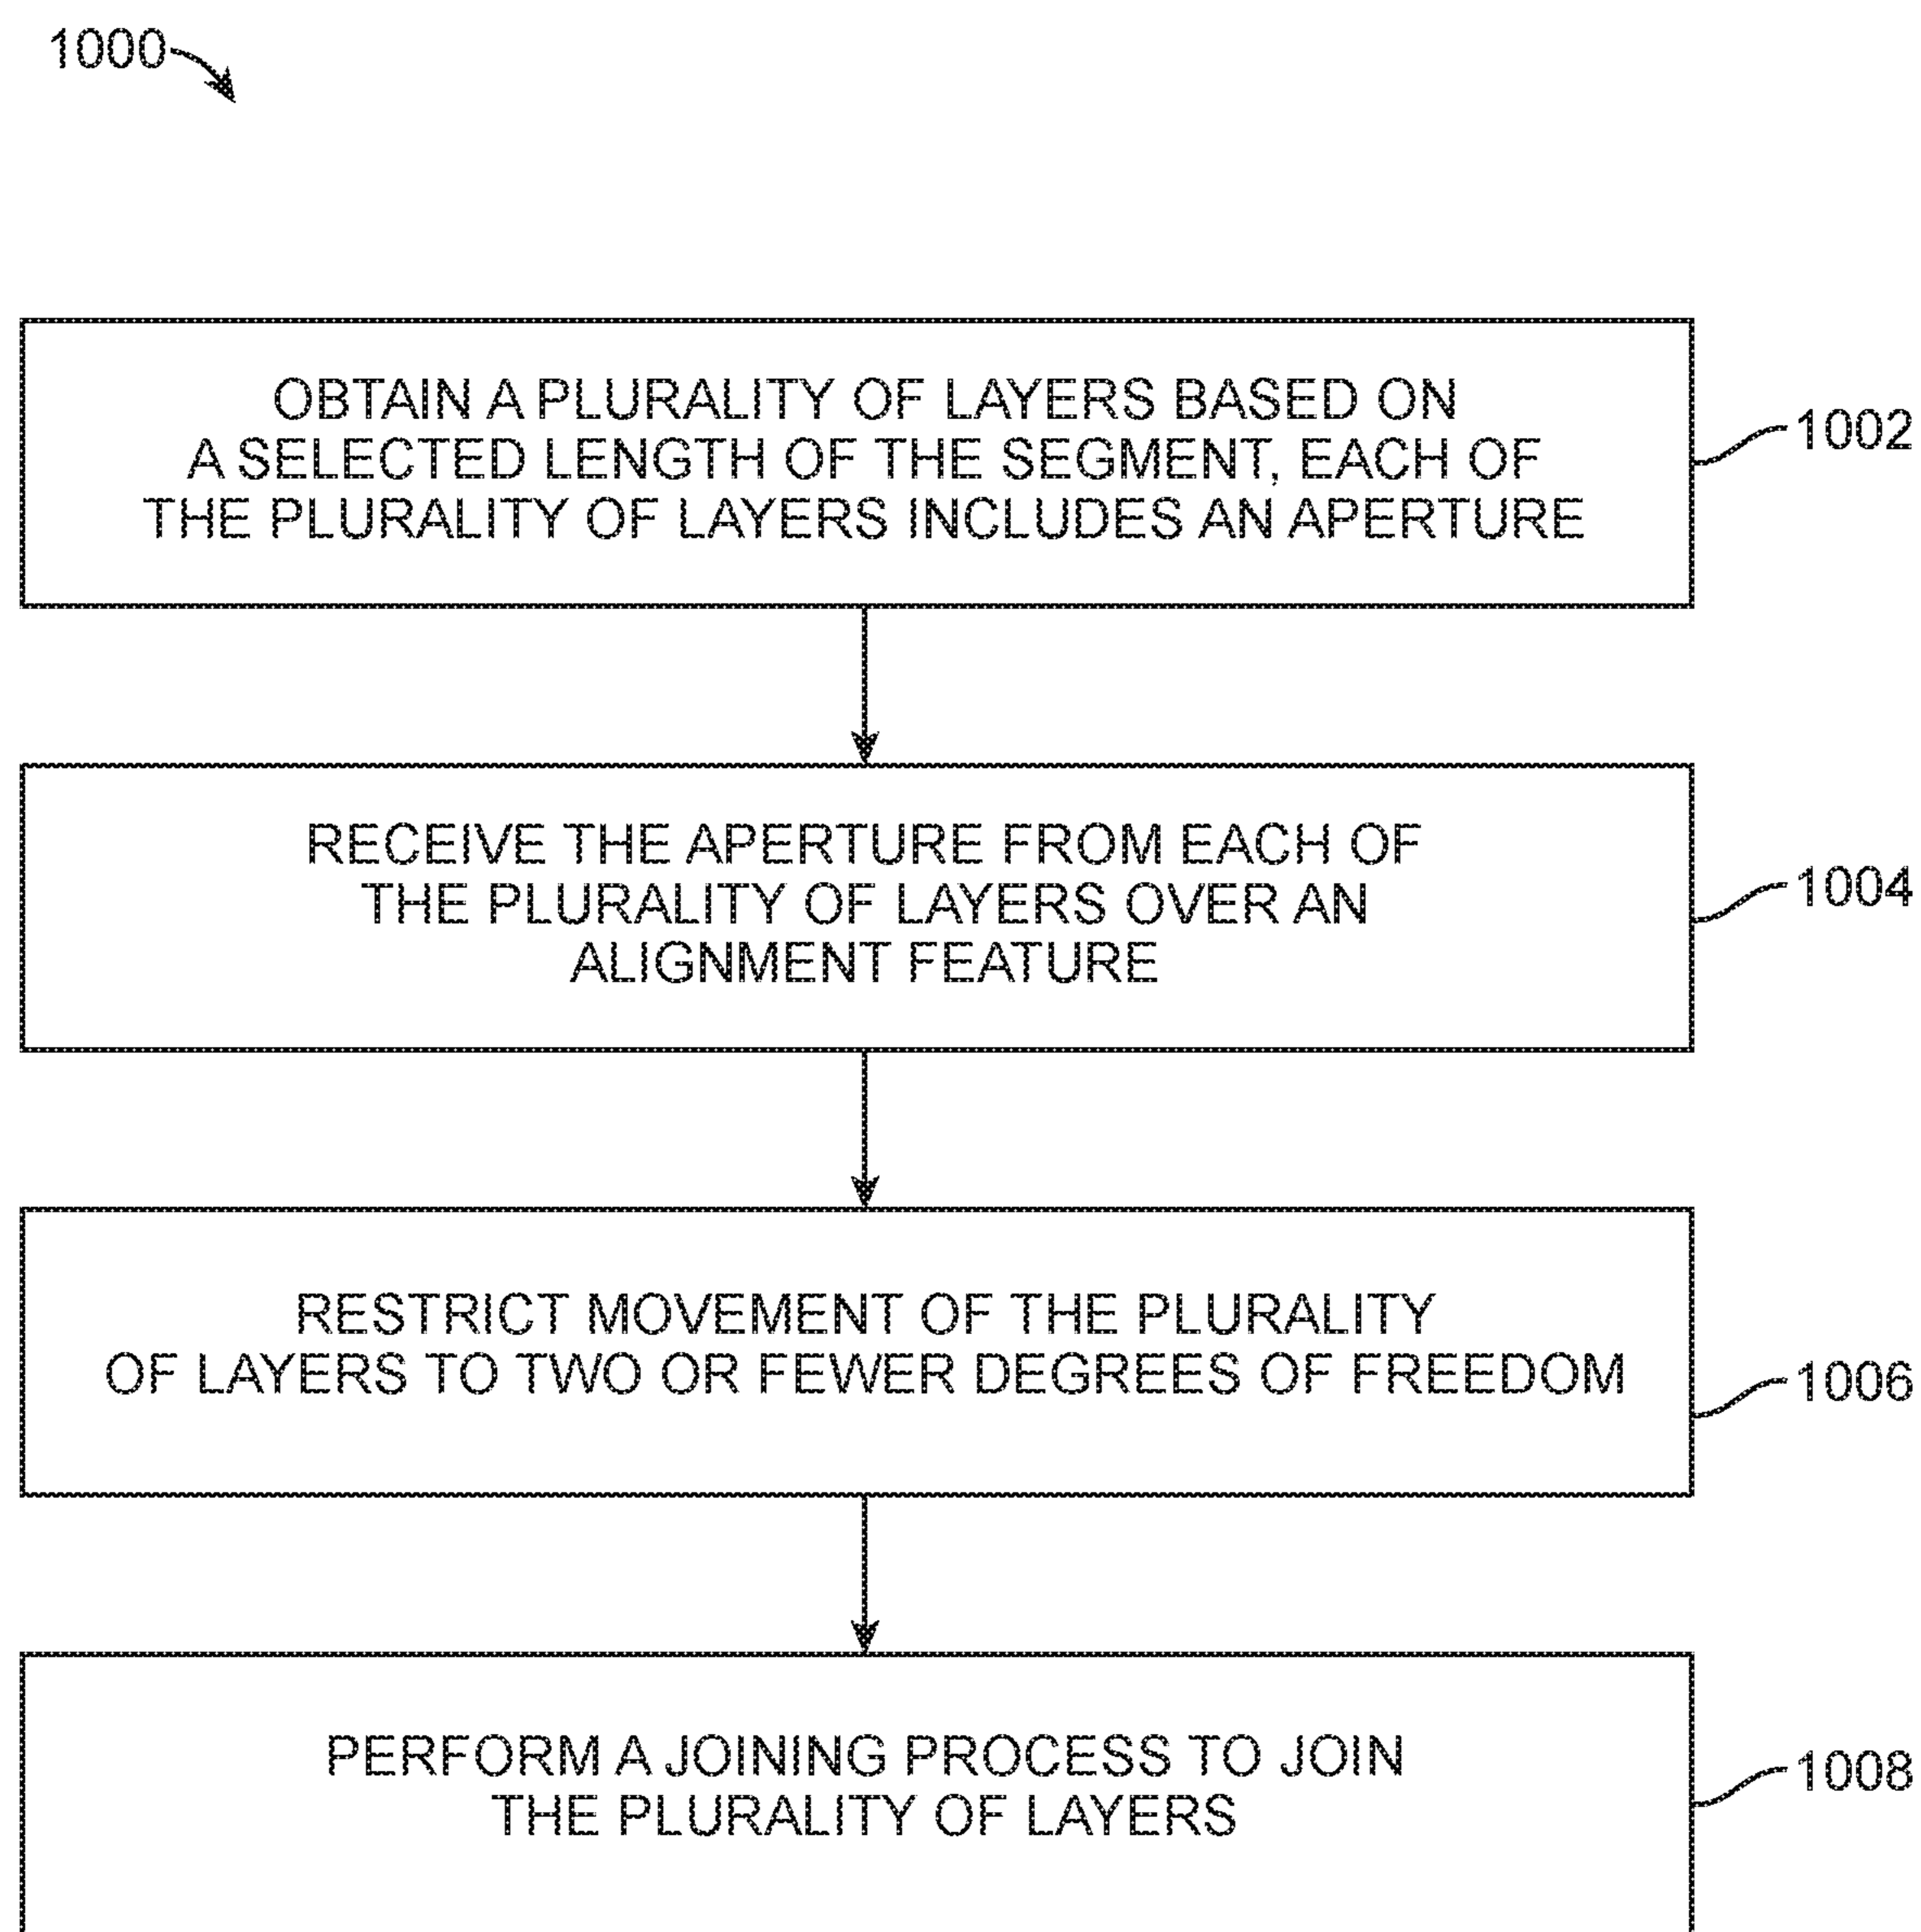 1000
OBTAIN A PLURALITY OF LAYERS BASED ON
A SELECTED LENGTH OF THE SEGMENT, EACH OF
THE PLURALITY OF LAYERS INCLUDES AN APERTURE
1002
RECEIVE THE APERTURE FROM EACH OF
THE PLURALITY OF LAYERS OVER AN
ALIGNMENT FEATURE
1004
RESTRICT MOVEMENT OF THE PLURALITY
OF LAYERS TO TWO OR FEWER DEGREES OF FREEDOM
1006
PERFORM A JOINING PROCESS TO JOIN
THE PLURALITY OF LAYERS
1008